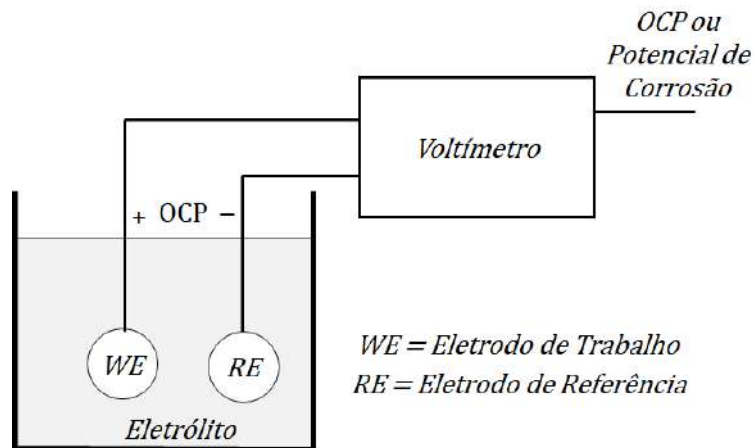 OCP ou
Potencial de
Corrosão
Voltímetro
+ OCP −
WE
RE
WE = Eletrodo de Trabalho
RE = Eletrodo de Referência
Eletrólito